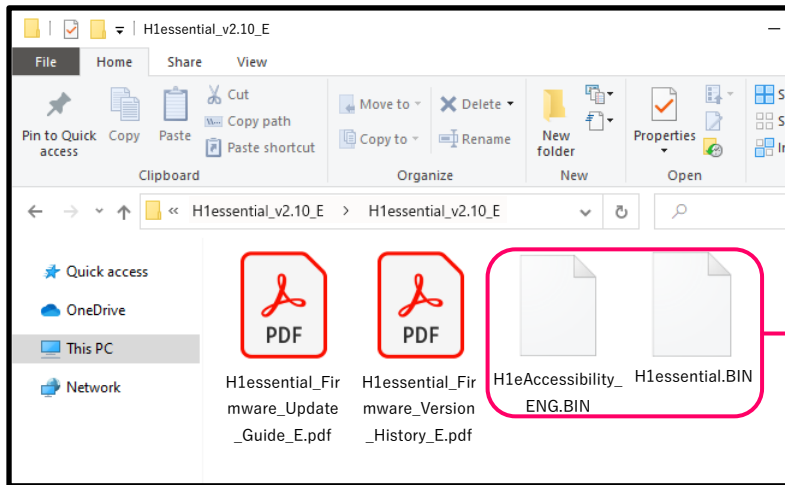 H1essential_v2.10_E
File Home Share View
Pin to Quick access
Copy
Paste
Cut
Copy path
Paste shortcut
Clipboard
Move to
Copy to
Delete
Rename
Organize
New folder
New
Properties
Open
S
S
In
« H1essential_v2.10_E > H1essential_v2.10_E
Quick access
OneDrive
This PC
Network
PDF
H1essential_Fir
mware_Update
_Guide_E.pdf
PDF
H1essential_Fir
mware_Version
_History_E.pdf
H1eAccessibility_
ENG.BIN
H1essential.BIN